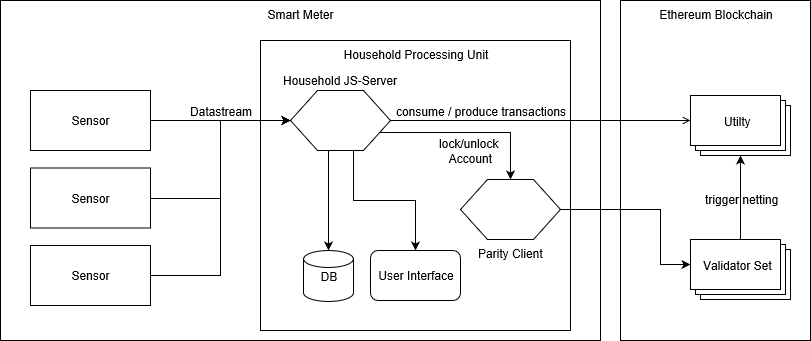 Smart Meter
Ethereum Blockchain
Household Processing Unit
Household JS-Server
Sensor
Datastream
consume / produce transactions
Utilty
lock/unlock
Account
Sensor
trigger netting
Parity Client
Sensor
DB
User Interface
Validator Set